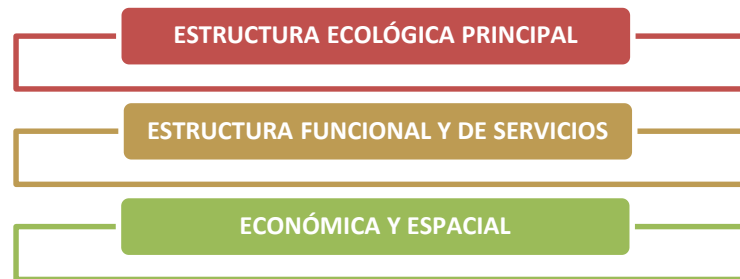 ESTRUCTURA ECOLÓGICA PRINCIPAL
ESTRUCTURA FUNCIONAL Y DE SERVICIOS
ECONÓMICA Y ESPACIAL